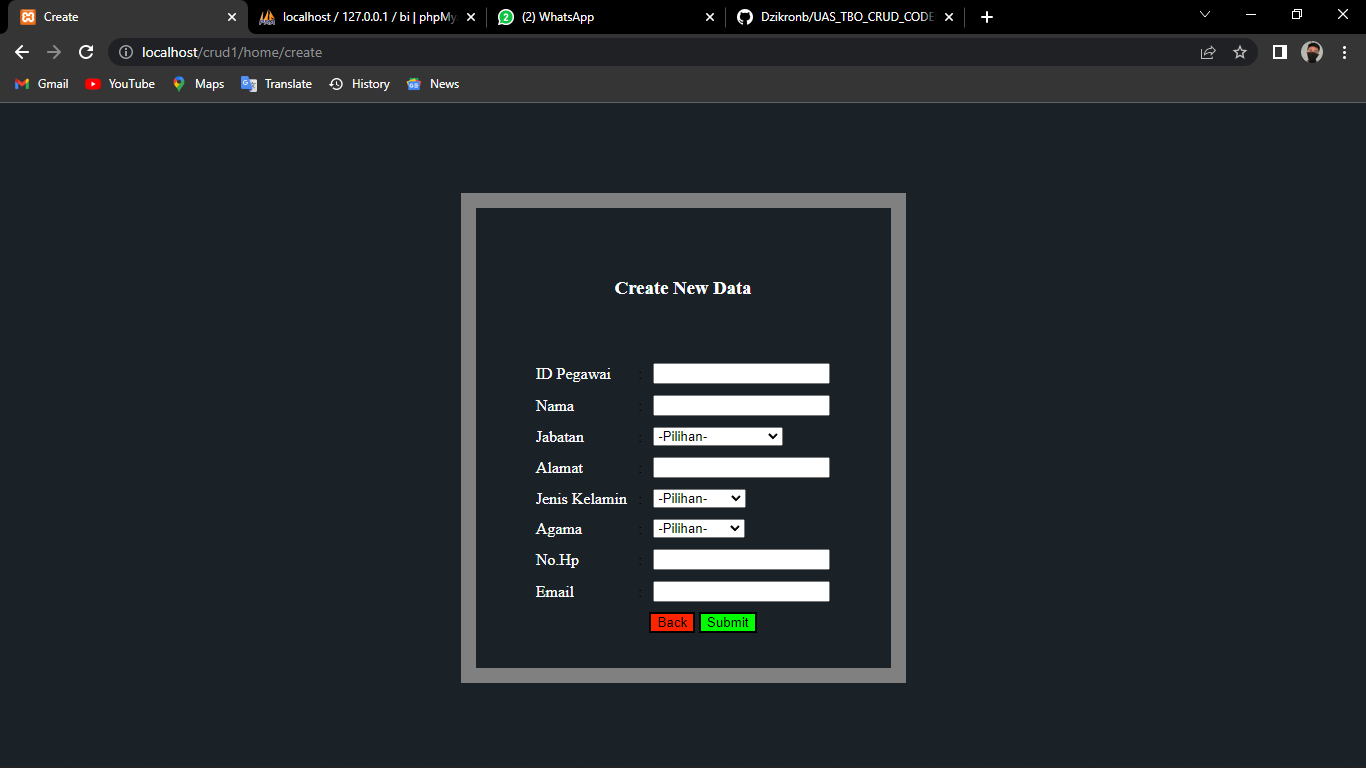 Create
localhost / 127.0.0.1 / bi | phpMy
(2) WhatsApp
Dzikronb/UAS_TBO_CRUD_CODE
localhost/crud1/home/create
Gmail YouTube Maps Translate History News
Create New Data
ID Pegawai :
Nama :
Jabatan : -Pilihan-
Alamat :
Jenis Kelamin : -Pilihan-
Agama : -Pilihan-
No.Hp :
Email :
Back Submit